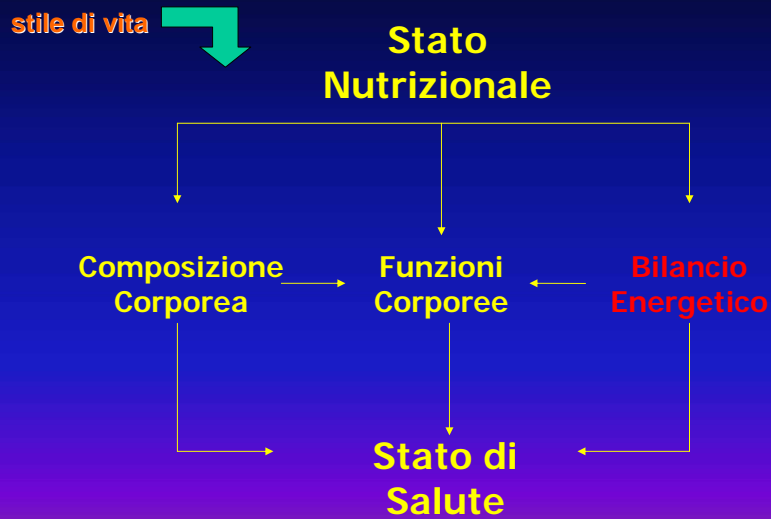 stile di vita
Stato
Nutrizionale
Composizione
Corporea
Funzioni
Corporee
Bilancio
Energetico
Stato di
Salute